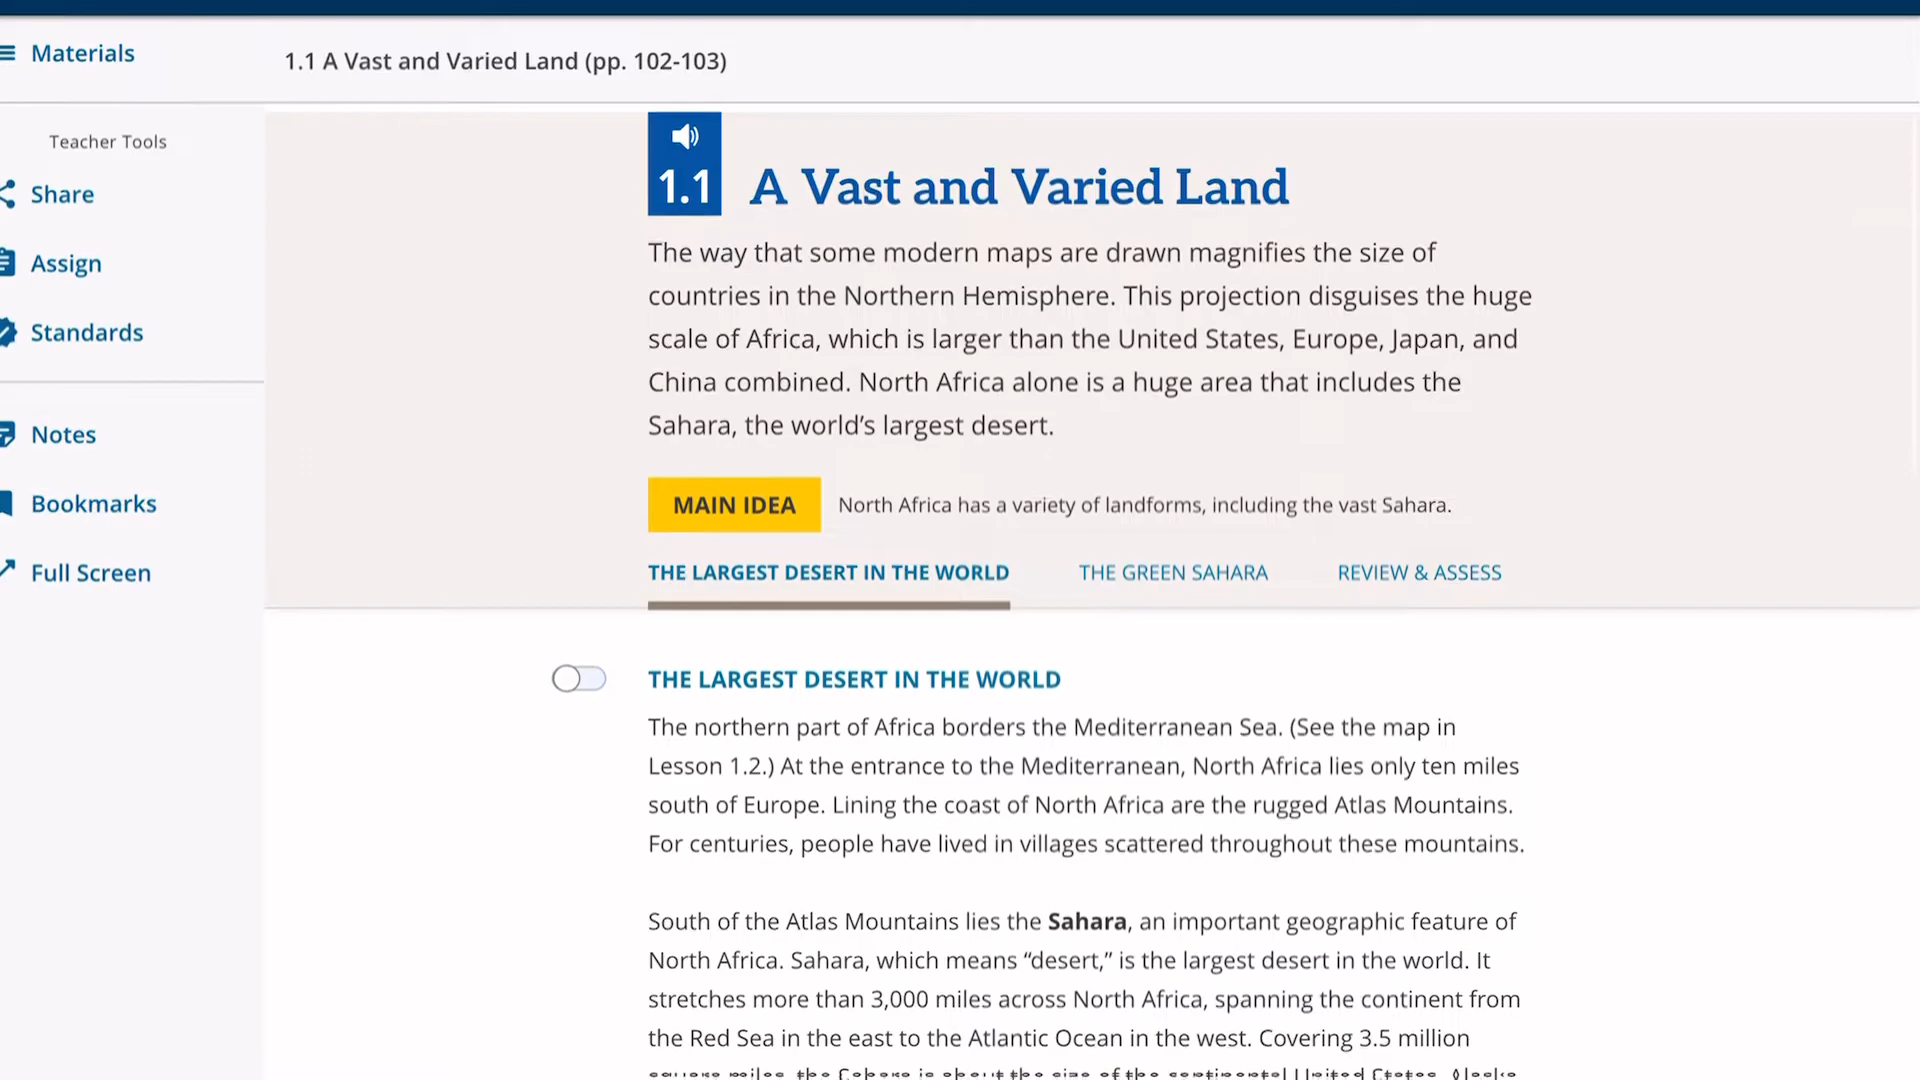 Materials
1.1 A Vast and Varied Land (pp. 102-103)
Teacher Tools
Share
Assign
Standards
Notes
Bookmarks
Full Screen
1.1 A Vast and Varied Land
The way that some modern maps are drawn magnifies the size of
countries in the Northern Hemisphere. This projection disguises the huge
scale of Africa, which is larger than the United States, Europe, Japan, and
China combined. North Africa alone is a huge area that includes the
Sahara, the world’s largest desert.
MAIN IDEA North Africa has a variety of landforms, including the vast Sahara.
THE LARGEST DESERT IN THE WORLD THE GREEN SAHARA REVIEW & ASSESS
THE LARGEST DESERT IN THE WORLD
The northern part of Africa borders the Mediterranean Sea. (See the map in
Lesson 1.2.) At the entrance to the Mediterranean, North Africa lies only ten miles
south of Europe. Lining the coast of North Africa are the rugged Atlas Mountains.
For centuries, people have lived in villages scattered throughout these mountains.
South of the Atlas Mountains lies the Sahara, an important geographic feature of
North Africa. Sahara, which means “desert,” is the largest desert in the world. It
stretches more than 3,000 miles across North Africa, spanning the continent from
the Red Sea in the east to the Atlantic Ocean in the west. Covering 3.5 million